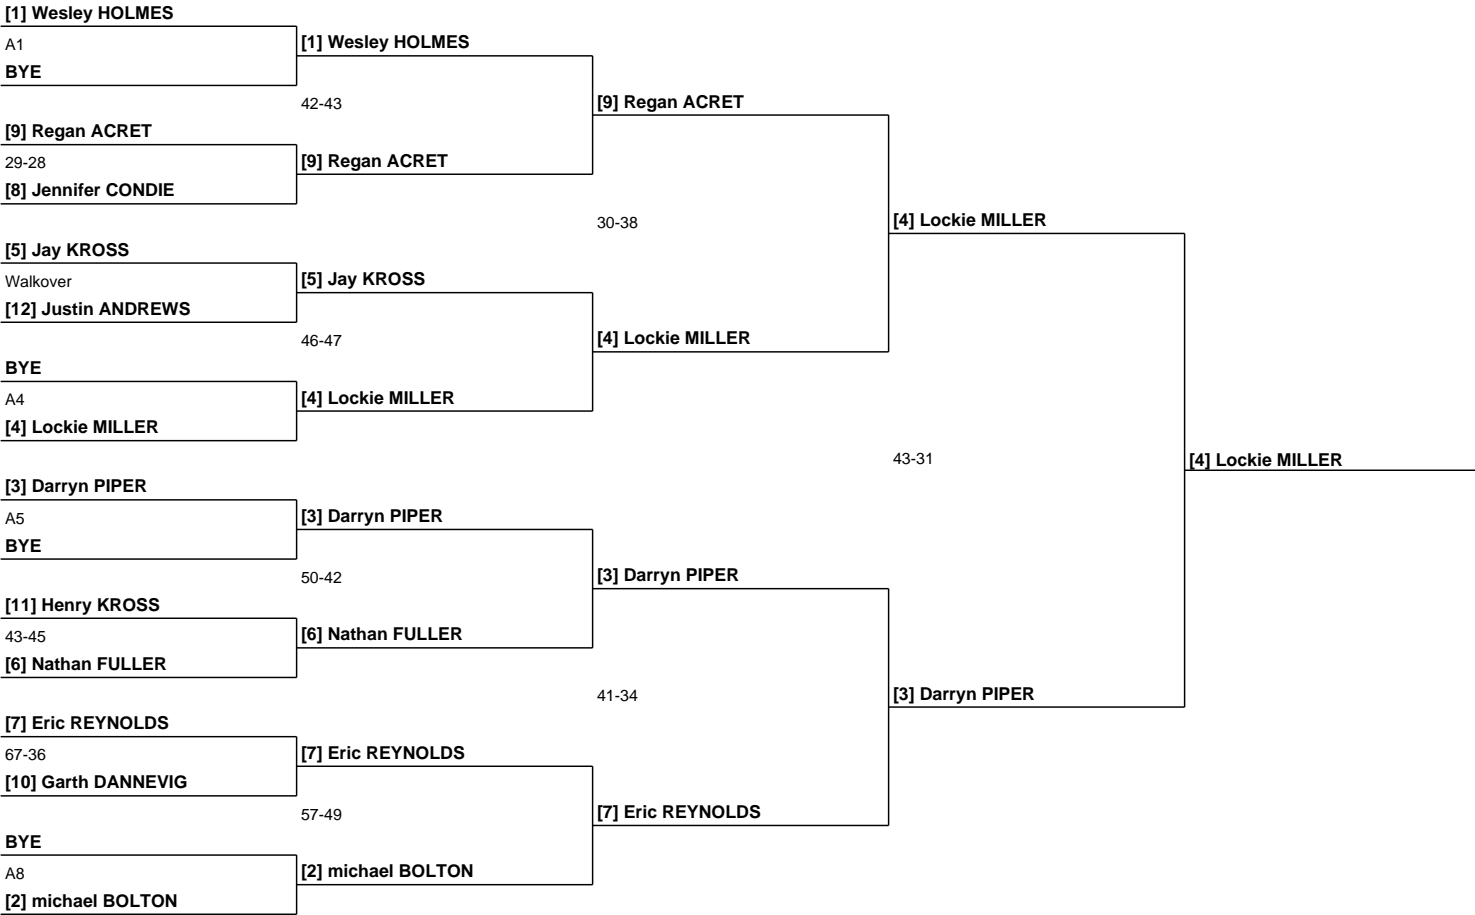 [1] Wesley HOLMES
A1
BYE
[9] Regan ACRET
29-28
[8] Jennifer CONDIE
[5] Jay KROSS
Walkover
[12] Justin ANDREWS
BYE
A4
[4] Lockie MILLER
[3] Darryn PIPER
A5
BYE
[11] Henry KROSS
43-45
[6] Nathan FULLER
[7] Eric REYNOLDS
67-36
[10] Garth DANNEVIG
BYE
A8
[2] michael BOLTON
[1] Wesley HOLMES
42-43
[9] Regan ACRET
[5] Jay KROSS
46-47
[4] Lockie MILLER
[3] Darryn PIPER
50-42
[6] Nathan FULLER
[7] Eric REYNOLDS
57-49
[2] michael BOLTON
[9] Regan ACRET
30-38
[4] Lockie MILLER
[3] Darryn PIPER
41-34
[7] Eric REYNOLDS
[4] Lockie MILLER
43-31
[3] Darryn PIPER
[4] Lockie MILLER